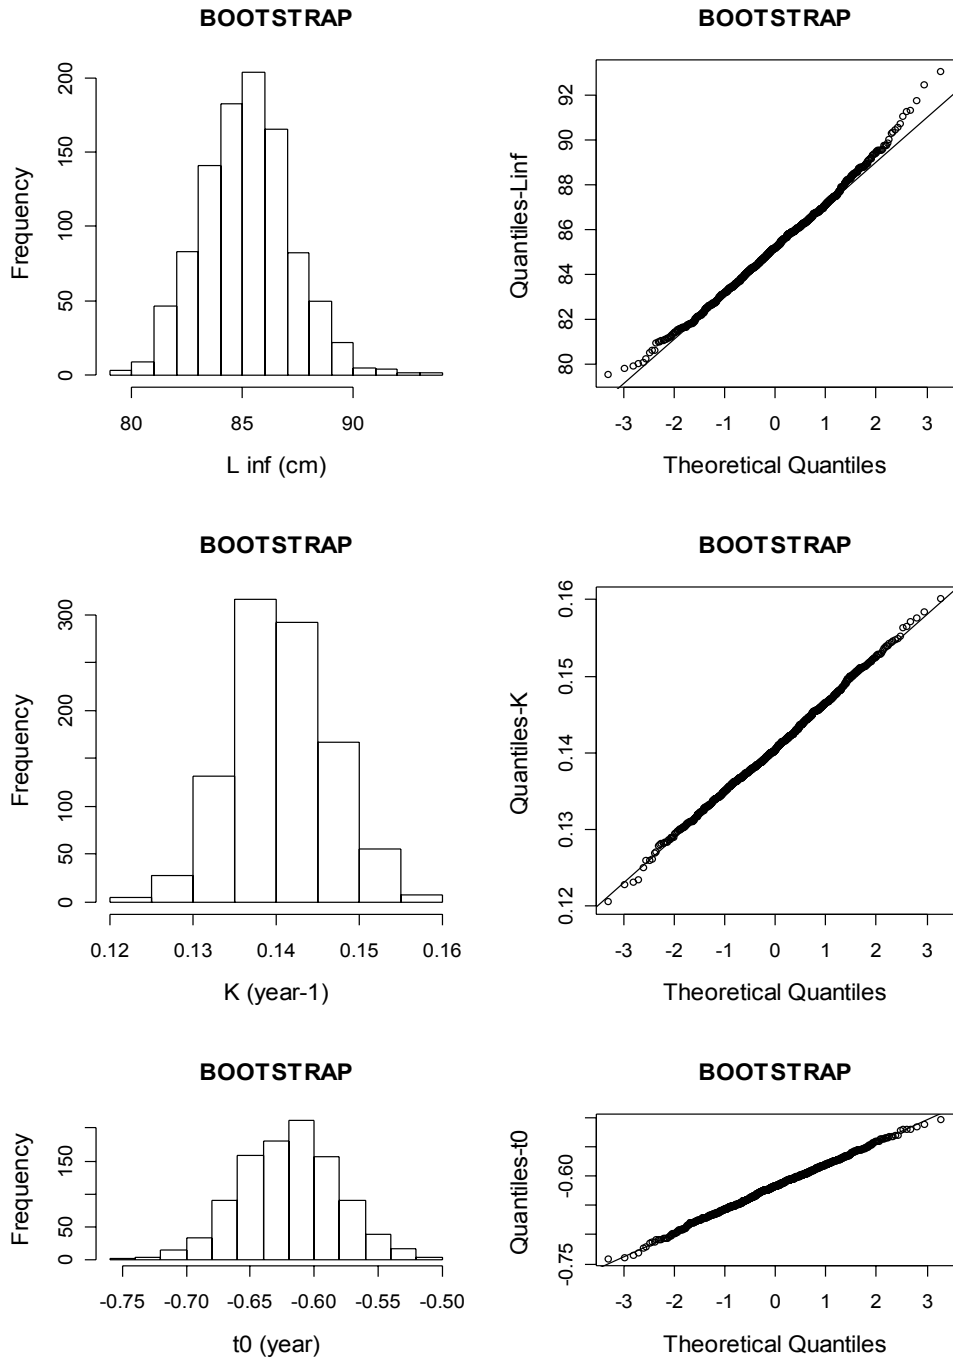 BOOTSTRAP
Frequency
0 50 100 150 200
80 85 90
L inf (cm)
BOOTSTRAP
Quantiles-Linf
80 82 84 86 88 90 92
-3 -2 -1 0 1 2 3
Theoretical Quantiles
BOOTSTRAP
Frequency
0 50 100 200 300
0.12 0.13 0.14 0.15 0.16
K (year-1)
BOOTSTRAP
Quantiles-K
0.12 0.13 0.14 0.15 0.16
-3 -2 -1 0 1 2 3
Theoretical Quantiles
BOOTSTRAP
Frequency
0 50 150
-0.75 -0.70 -0.65 -0.60 -0.55 -0.50
t0 (year)
BOOTSTRAP
Quantiles-t0
-0.75 -0.60
-3 -2 -1 0 1 2 3
Theoretical Quantiles